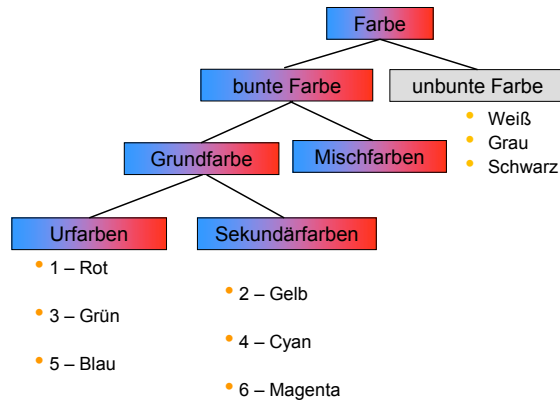 Farbe
bunte Farbe
unbunte Farbe
• Weiß
• Grau
• Schwarz
Grundfarbe
Mischfarben
Urfarben
Sekundärfarben
• 1 – Rot
• 3 – Grün
• 5 – Blau
• 2 – Gelb
• 4 – Cyan
• 6 – Magenta